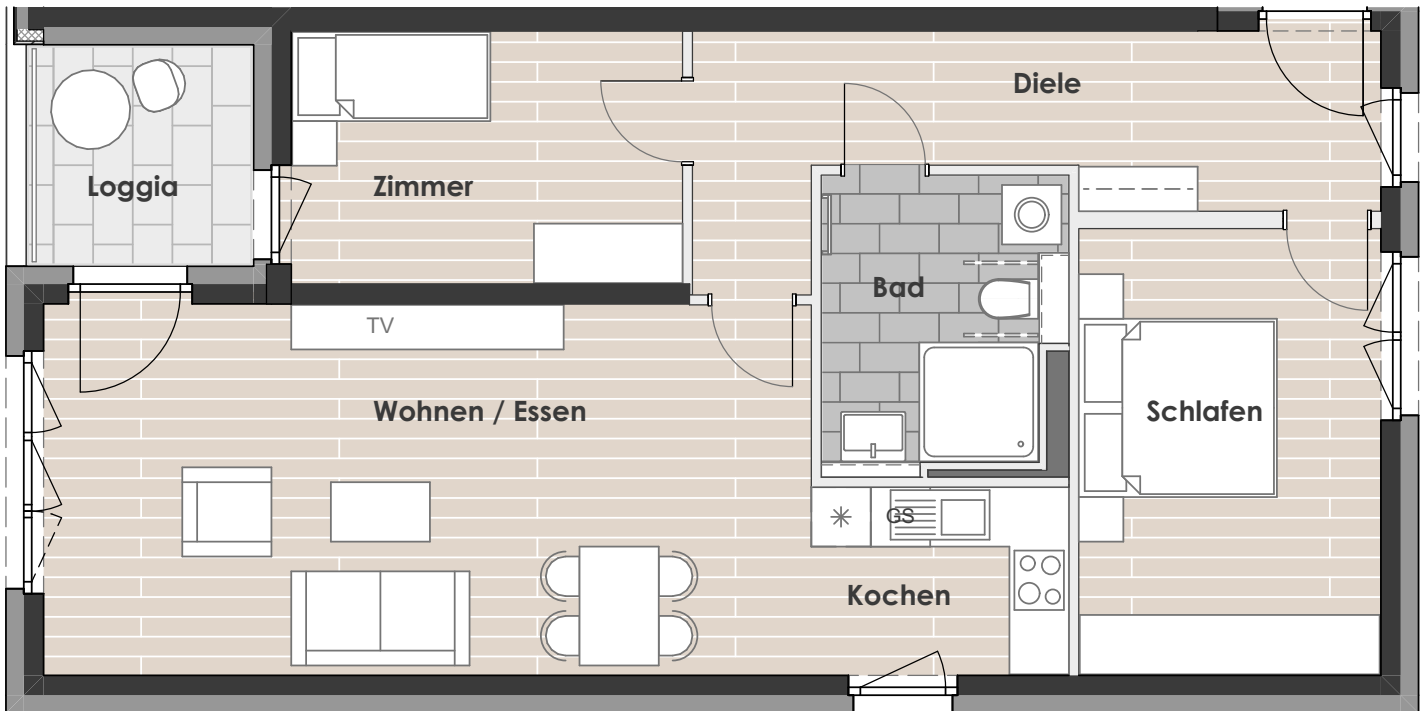 Diele
Loggia
Zimmer
Bad
TV
Wohnen / Essen
Schlafen
GS
Kochen